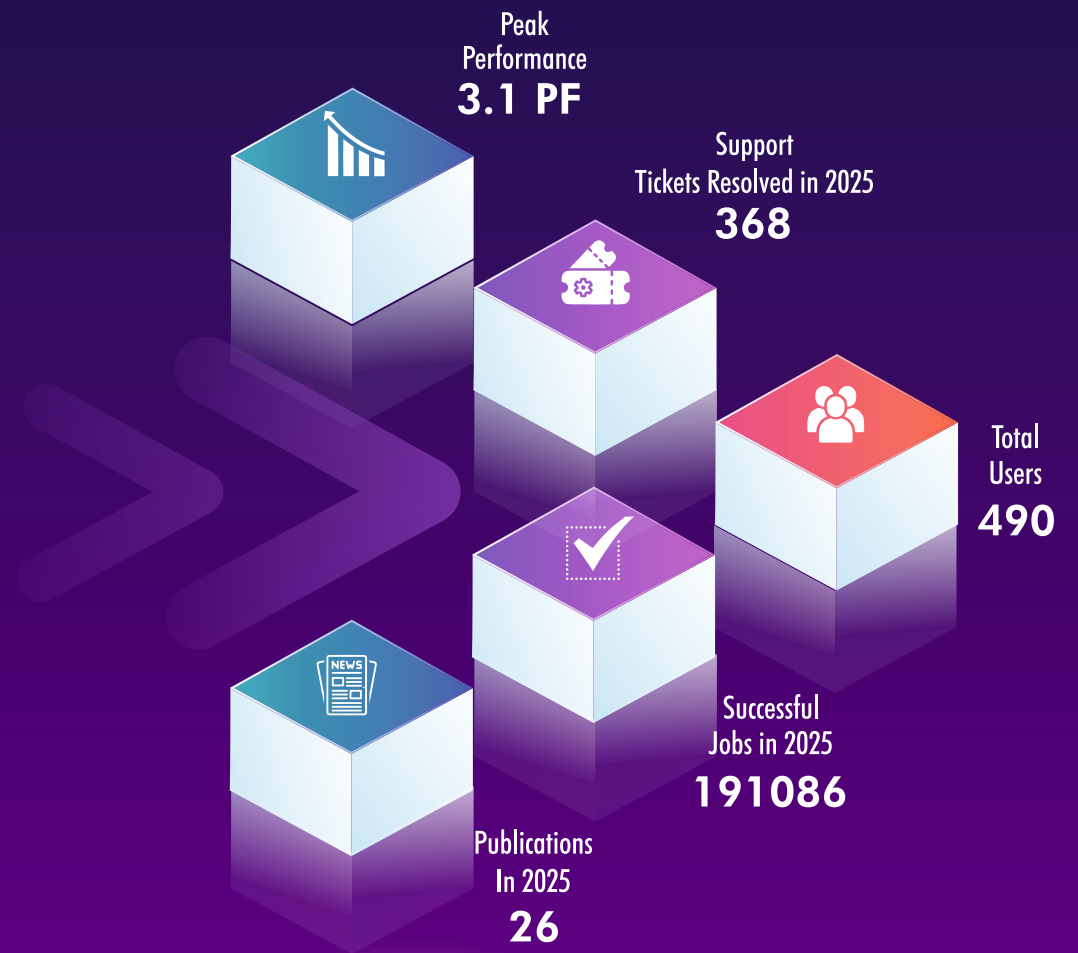 Peak
Performance
3.1 PF
Support
Tickets Resolved in 2025
368
Total
Users
490
NEWS
Successful
Jobs in 2025
191086
Publications
In 2025
26